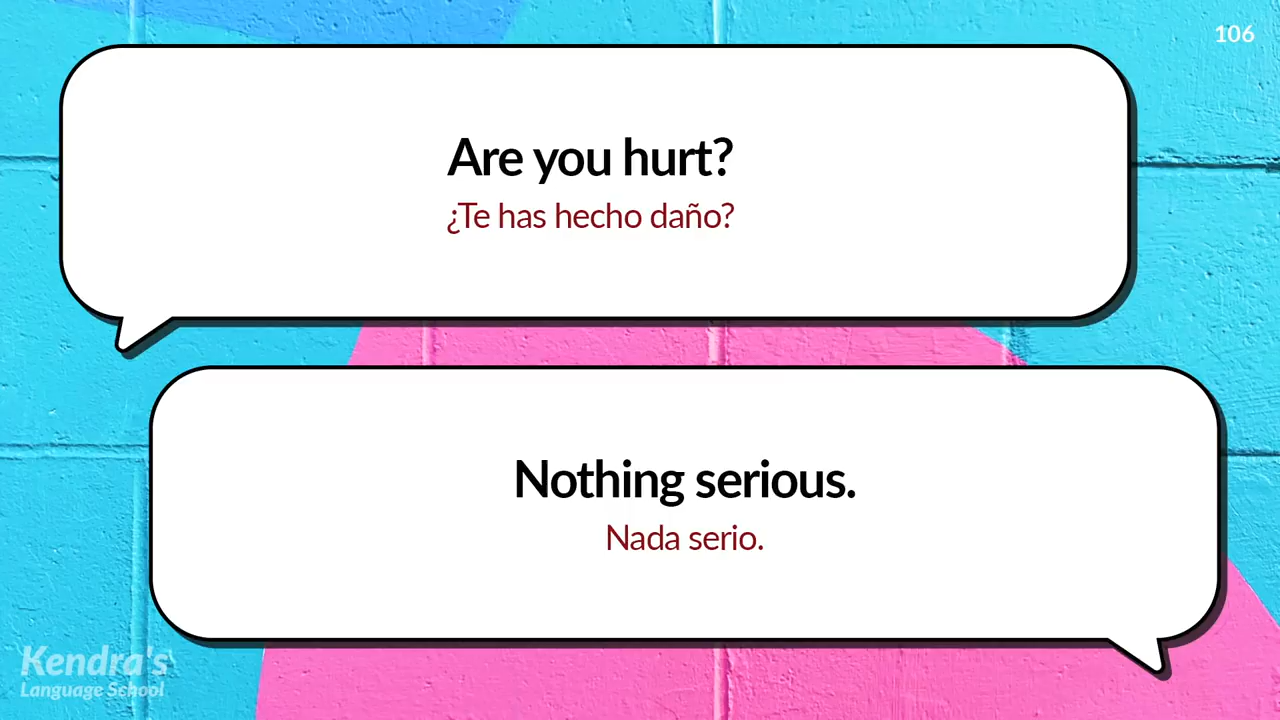 106
Are you hurt?
¿Te has hecho daño?
Nothing serious.
Nada serio.
Kendra's
Language School